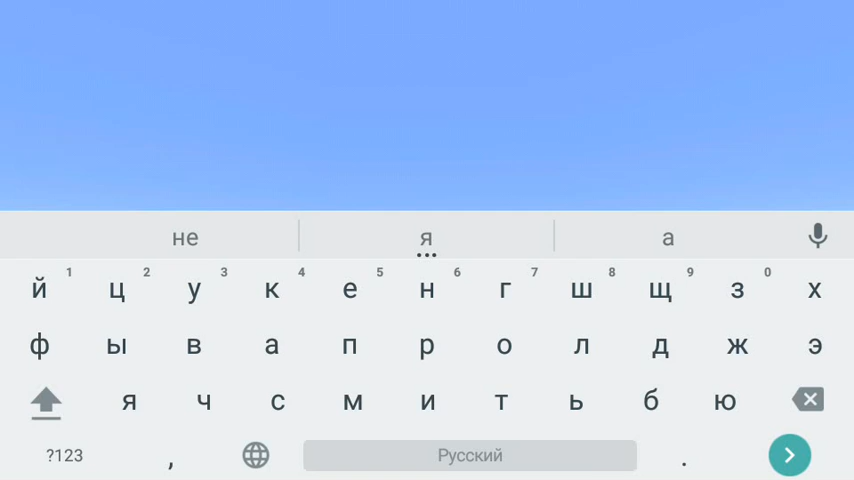 не я а
й1 ц2 у3 к4 е5 н6 г7 ш8 щ9 з0 х
ф ы в а п р о л д ж э
я ч с м и т ь б ю
?123 , Русский .